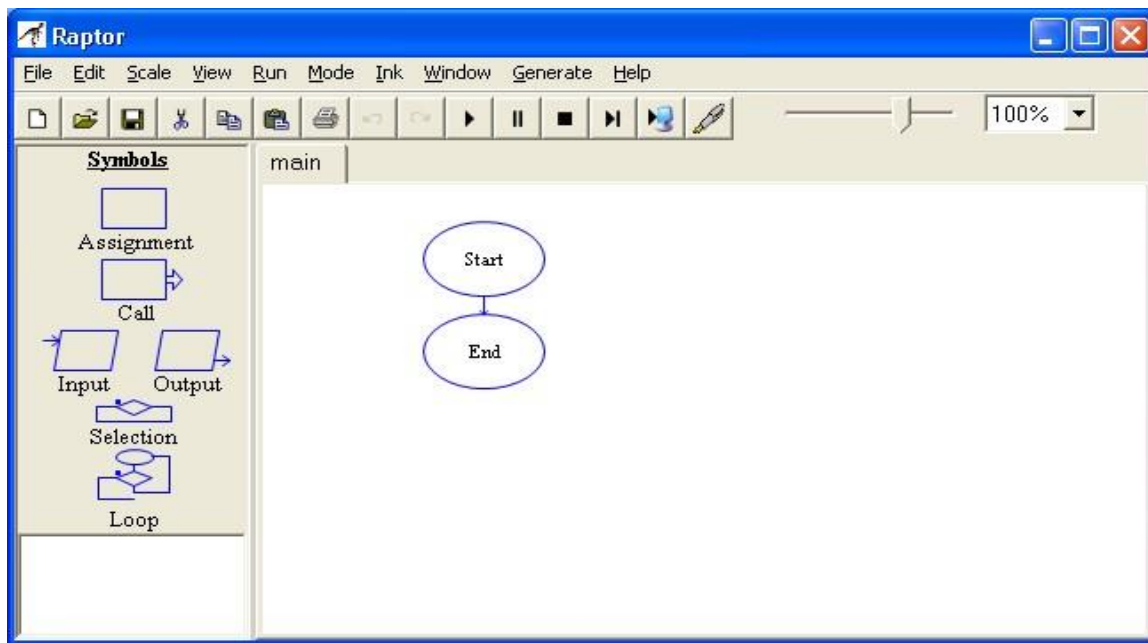 Raptor
File Edit Scale View Run Mode Ink Window Generate Help
100%
Symbols
main
Assignment
Call
Input Output
Selection
Loop
Start
End